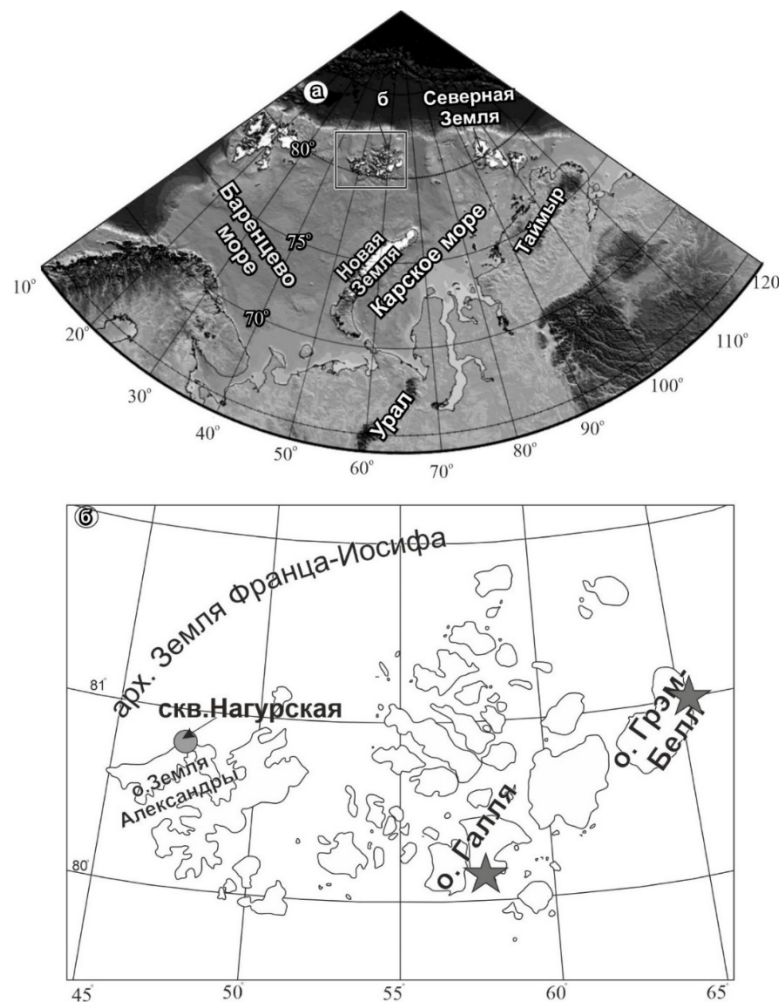 а
б
Северная
Земля
80°
Баренцево
море
75°
Новая
Земля
Карское море
Таймыр
70°
Урал
10°
20°
30°
40°
50°
60°
70°
80°
90°
100°
110°
120°
б
арх. Земля Франца-Иосифа
81°
скв.Нагурская
о.Земля
Александры
о. Грэм-
Белл
о. Галля
80°
45°
50°
55°
60°
65°